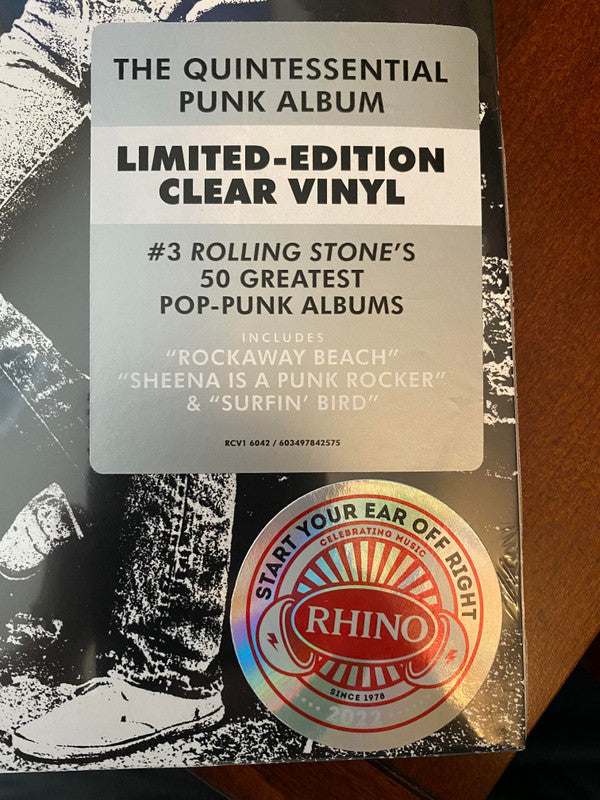 THE QUINTESSENTIAL
PUNK ALBUM
LIMITED-EDITION
CLEAR VINYL
#3 ROLLING STONE'S
50 GREATEST
POP-PUNK ALBUMS
INCLUDES
"ROCKAWAY BEACH"
"SHEENA IS A PUNK ROCKER"
& "SURFIN' BIRD"
RCV1 6042 / 603497842575
START YOUR EAR OFF RIGHT
CELEBRATING MUSIC
RHINO
SINCE 1978
2022